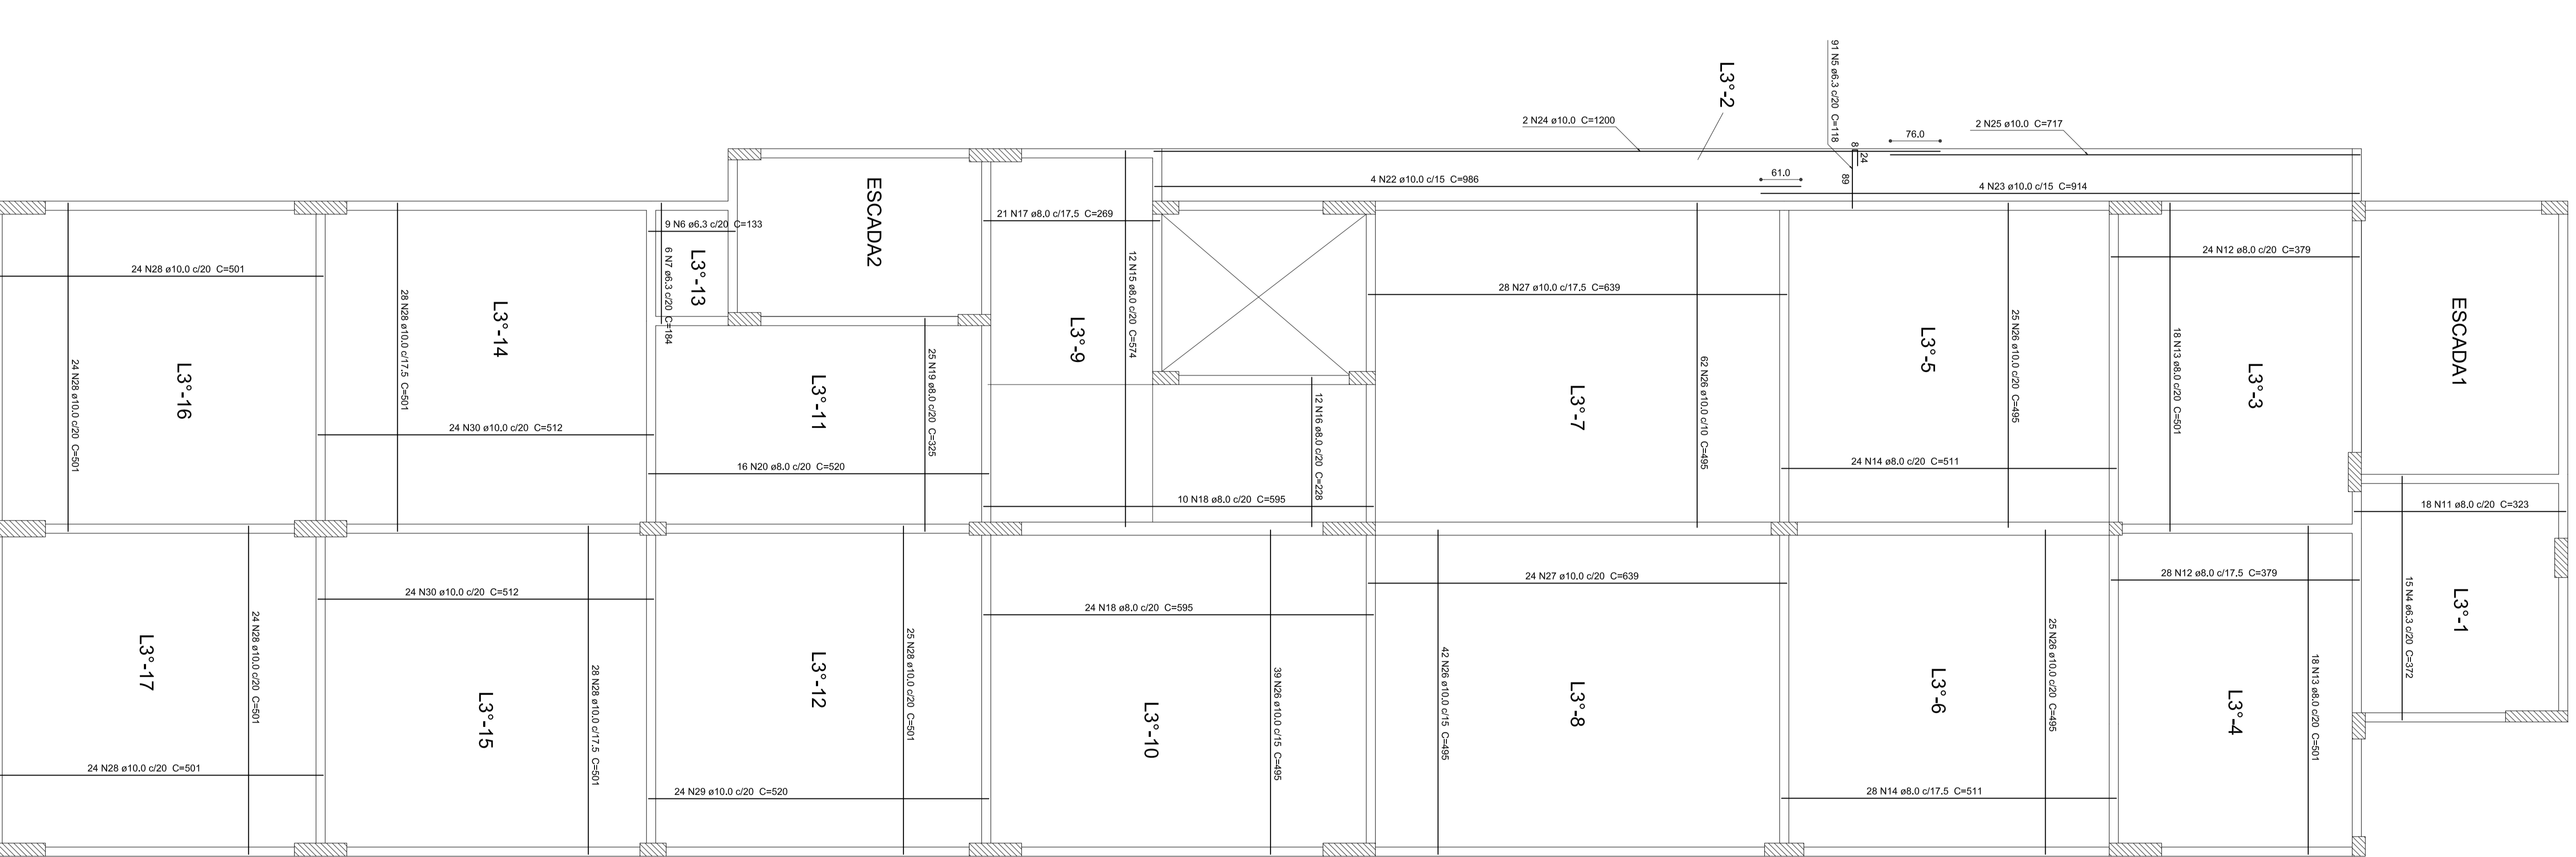 91 N5 ø6.3 c/20 C=118
L3°-2
2 N24 ø10.0 C=1200
76.0
2 N25 ø10.0 C=717
8
24
89
61.0
4 N22 ø10.0 c/15 C=986
4 N23 ø10.0 c/15 C=914
ESCADA2
21 N17 ø8.0 c/17.5 C=269
9 N6 ø6.3 c/20 C=133
6 N7 ø6.3 c/20 C=184
L3°-13
12 N15 ø8.0 c/20 C=574
24 N12 ø8.0 c/20 C=379
24 N28 ø10.0 c/20 C=501
28 N28 ø10.0 c/17.5 C=501
L3°-14
28 N27 ø10.0 c/17.5 C=639
L3°-9
25 N26 ø10.0 c/20 C=495
L3°-5
18 N13 ø8.0 c/20 C=501
ESCADA1
24 N28 ø10.0 c/20 C=501
L3°-16
L3°-11
25 N19 ø8.0 c/20 C=325
12 N16 ø8.0 c/20 C=228
L3°-7
62 N26 ø10.0 c/10 C=495
L3°-3
24 N30 ø10.0 c/20 C=512
16 N20 ø8.0 c/20 C=520
24 N14 ø8.0 c/20 C=511
10 N18 ø8.0 c/20 C=595
18 N11 ø8.0 c/20 C=323
24 N27 ø10.0 c/20 C=639
28 N12 ø8.0 c/17.5 C=379
15 N4 ø6.3 c/20 C=372
L3°-1
24 N30 ø10.0 c/20 C=512
24 N18 ø8.0 c/20 C=595
L3°-17
24 N28 ø10.0 c/20 C=501
L3°-15
28 N28 ø10.0 c/17.5 C=501
L3°-12
25 N28 ø10.0 c/20 C=501
L3°-10
39 N26 ø10.0 c/15 C=495
42 N26 ø10.0 c/15 C=495
L3°-8
L3°-6
25 N26 ø10.0 c/20 C=495
L3°-4
18 N13 ø8.0 c/20 C=501
24 N28 ø10.0 c/20 C=501
24 N29 ø10.0 c/20 C=520
28 N14 ø8.0 c/17.5 C=511